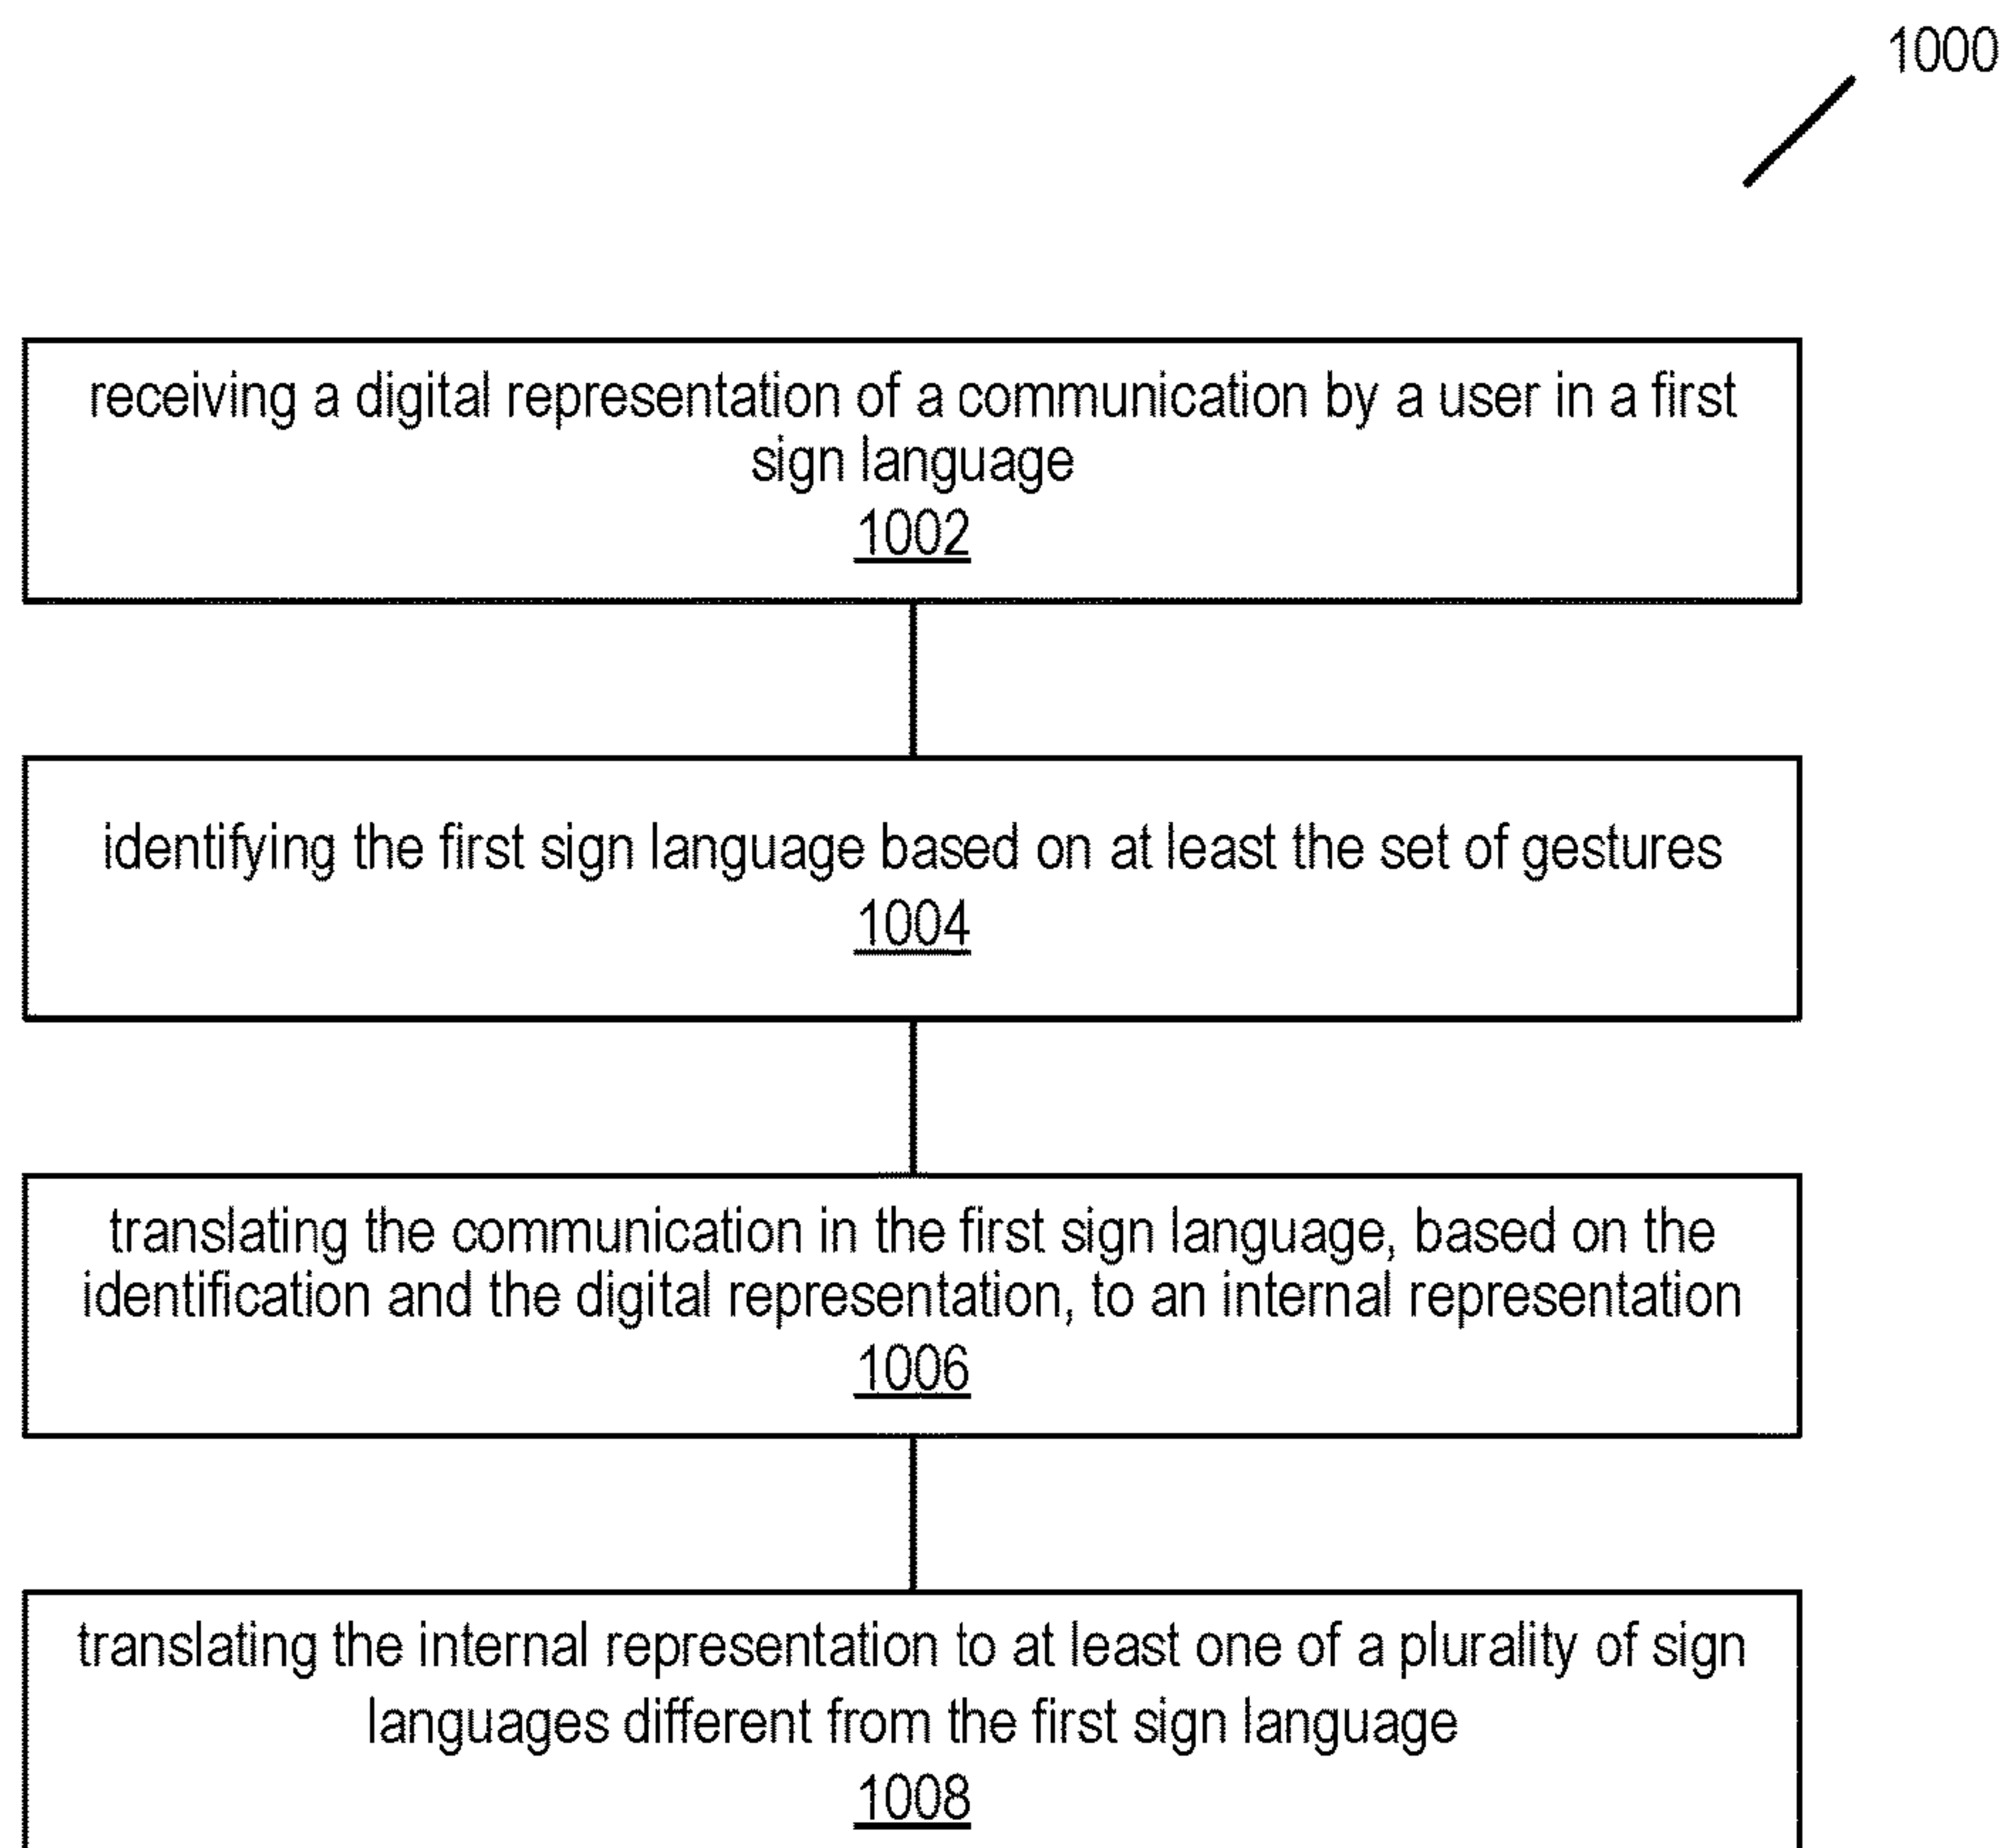 1000
receiving a digital representation of a communication by a user in a first
sign language
1002
identifying the first sign language based on at least the set of gestures
1004
translating the communication in the first sign language, based on the
identification and the digital representation, to an internal representation
1006
translating the internal representation to at least one of a plurality of sign
languages different from the first sign language
1008